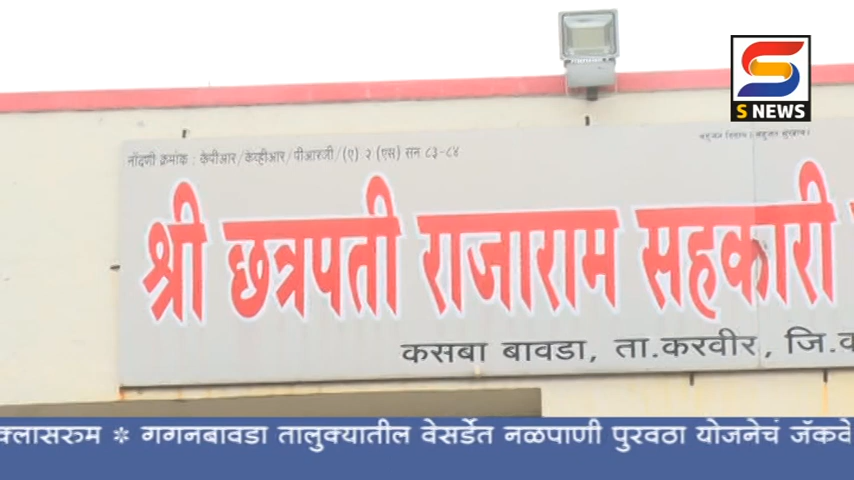 S NEWS
नोंदणी क्रमांक : केपीआर/केव्हीआर/पीआरजी/(ए) २ (एस) सन ८३-८४
श्री छत्रपती राजाराम सहकारी
कसबा बावडा, ता.करवीर, जि.क
क्लासरुम * गगनबावडा तालुक्यातील वेसर्डेत नळपाणी पुरवठा योजनेचं जॅकवे